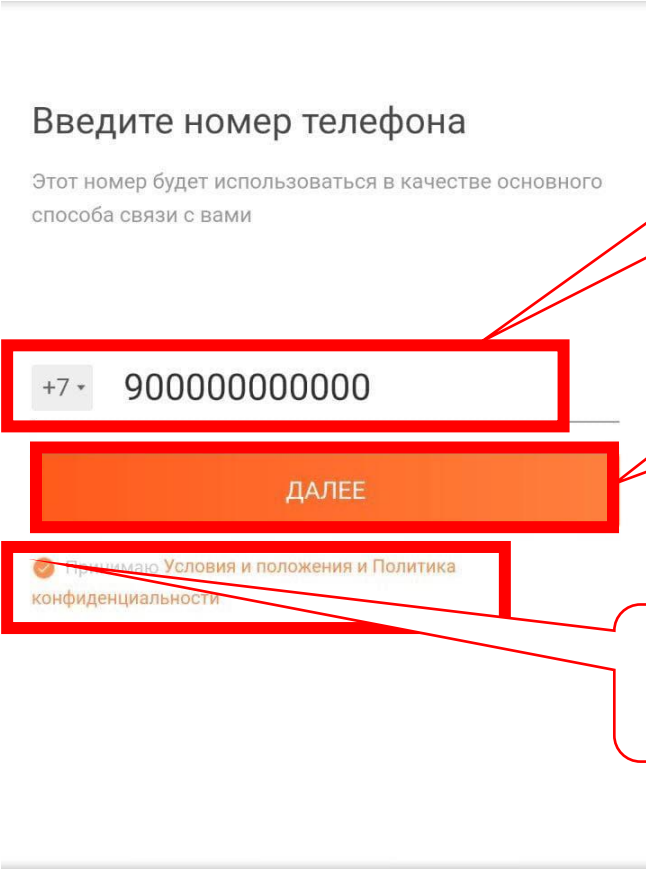 Введите номер телефона
Этот номер будет использоваться в качестве основного
способа связи с вами
+7 900000000000
ДАЛЕЕ
Принимаю Условия и положения и Политика
конфиденциальности